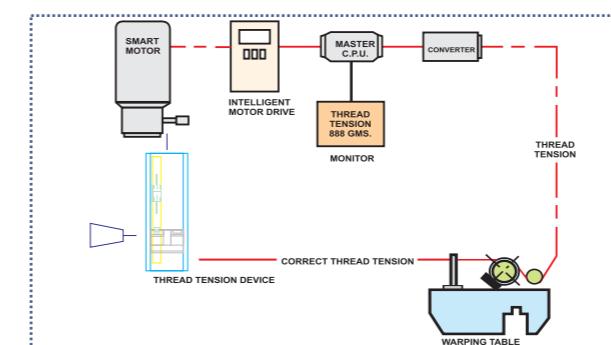 SMART
MOTOR
INTELLIGENT
MOTOR DRIVE
MASTER
C.P.U.
CONVERTER
THREAD
TENSION
888 GMS.
MONITOR
THREAD
TENSION
CORRECT THREAD TENSION
THREAD TENSION DEVICE
WARPING TABLE